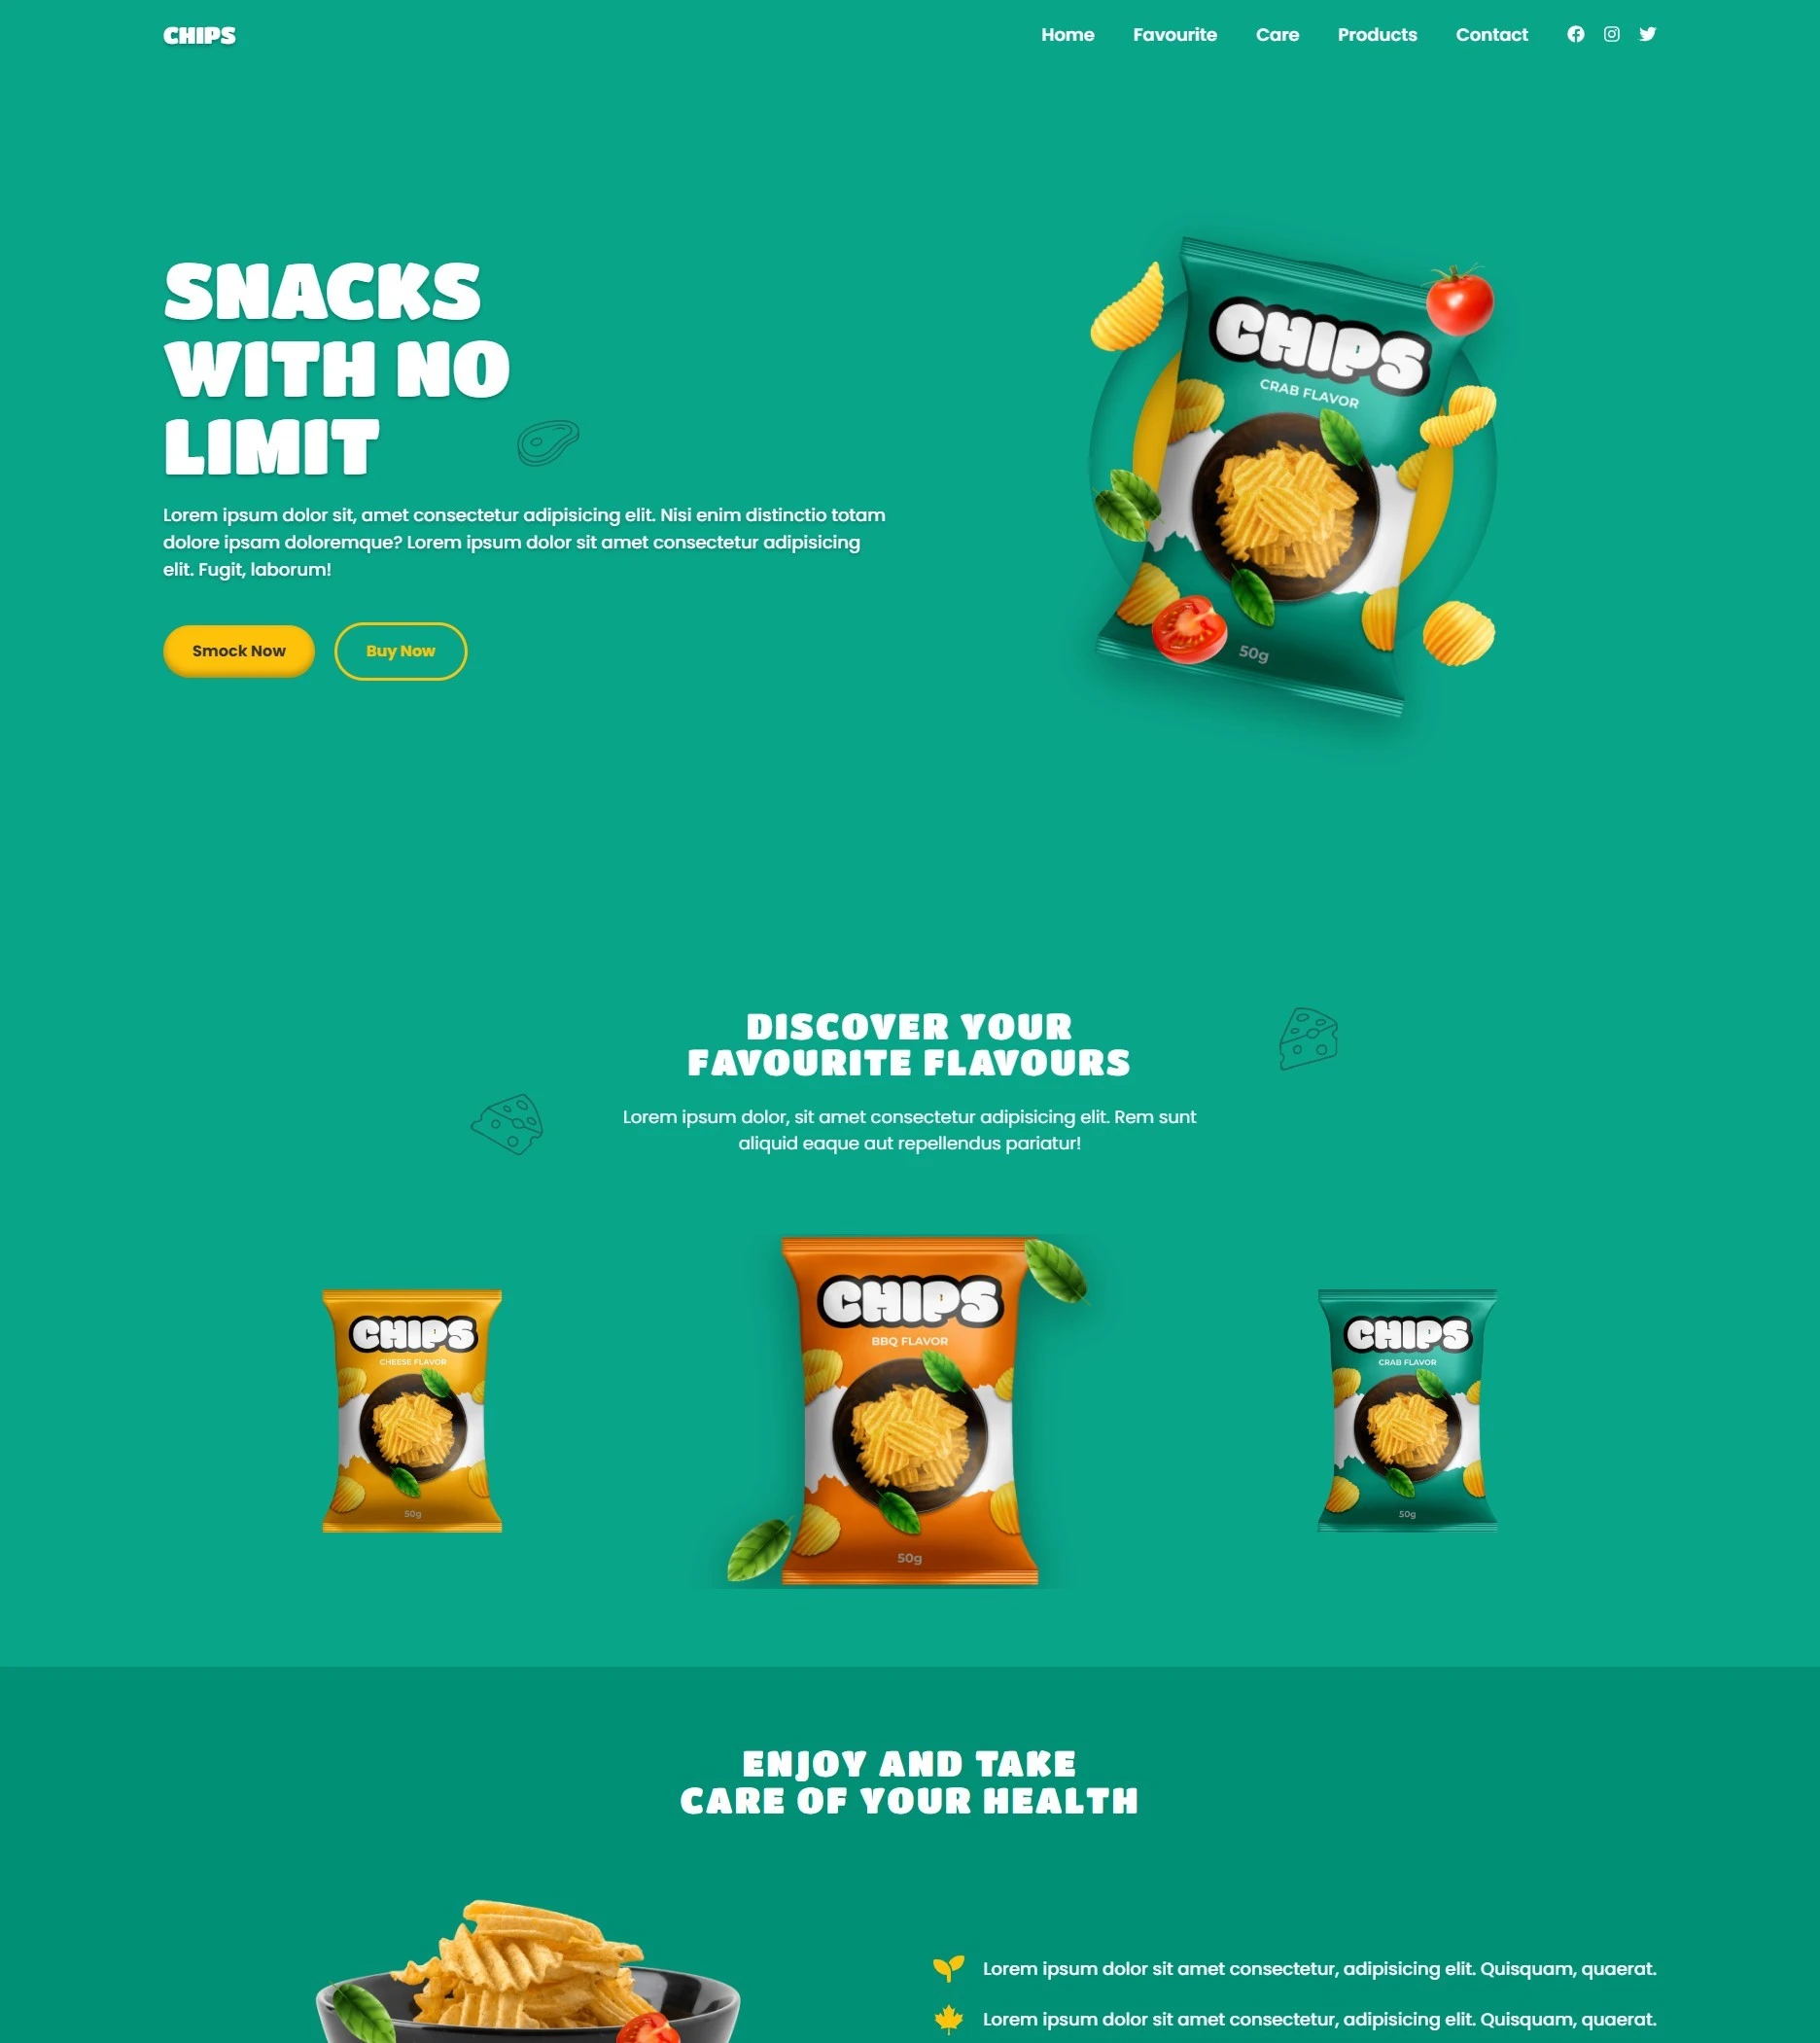 CHIPS
Home Favourite Care Products Contact
SNACKS
WITH NO
LIMIT
Lorem ipsum dolor sit, amet consectetur adipisicing elit. Nisi enim distinctio totam
dolore ipsam doloremque? Lorem ipsum dolor sit amet consectetur adipisicing
elit. Fugit, laborum!
Smock Now Buy Now
CHIPS
CRAB FLAVOR
50g
DISCOVER YOUR
FAVOURITE FLAVOURS
Lorem ipsum dolor, sit amet consectetur adipisicing elit. Rem sunt
aliquid eaque aut repellendus pariatur!
CHIPS
CHEESE FLAVOR
50g
CHIPS
BBQ FLAVOR
50g
CHIPS
CRAB FLAVOR
50g
ENJOY AND TAKE
CARE OF YOUR HEALTH
Lorem ipsum dolor sit amet consectetur, adipisicing elit. Quisquam, quaerat.
Lorem ipsum dolor sit amet consectetur, adipisicing elit. Quisquam, quaerat.